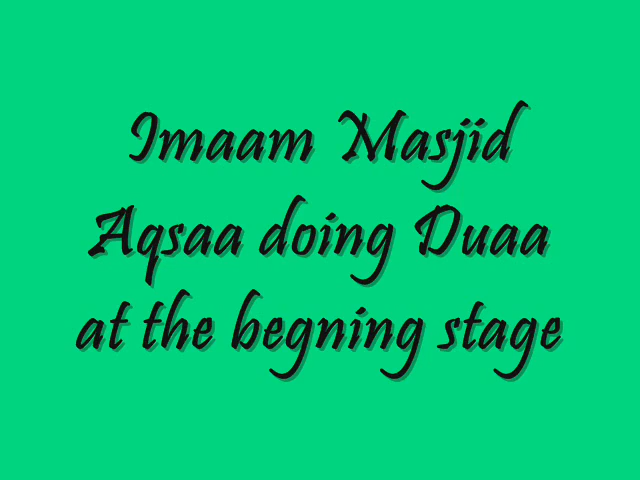 Imaam Masjid
Aqsaa doing Duaa
at the begning stage